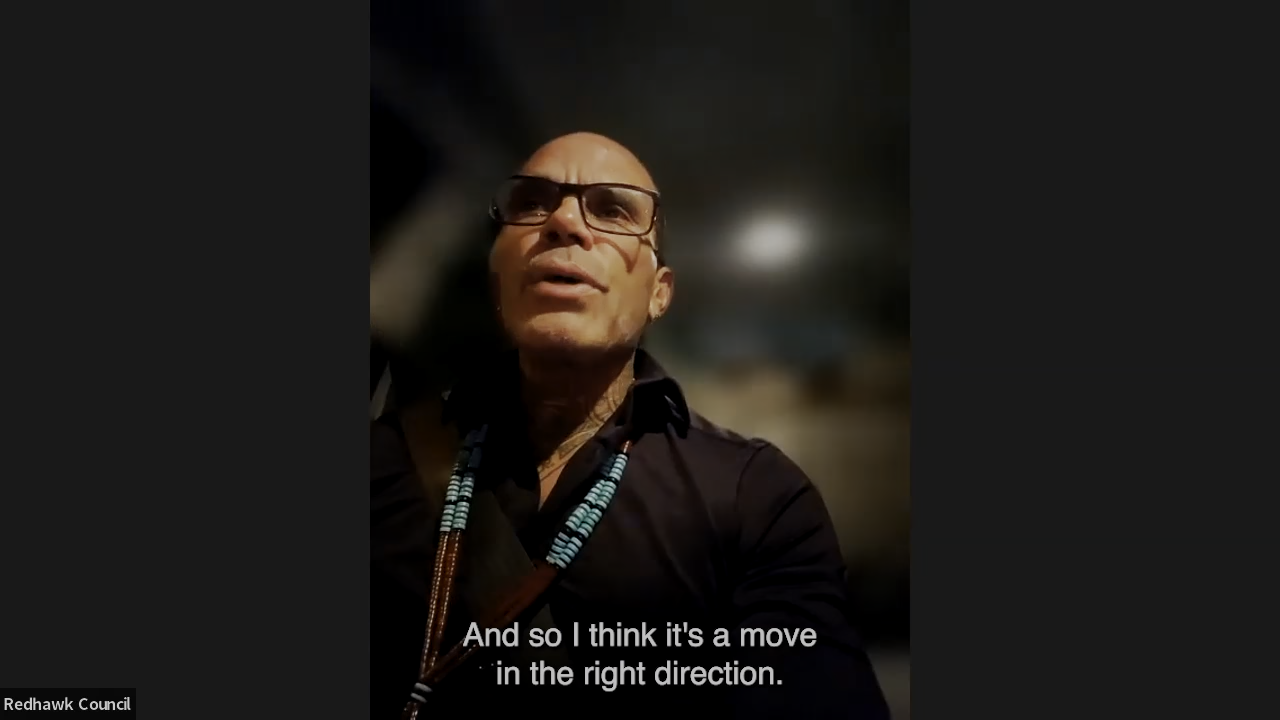 And so I think it's a move
in the right direction.
Redhawk Council